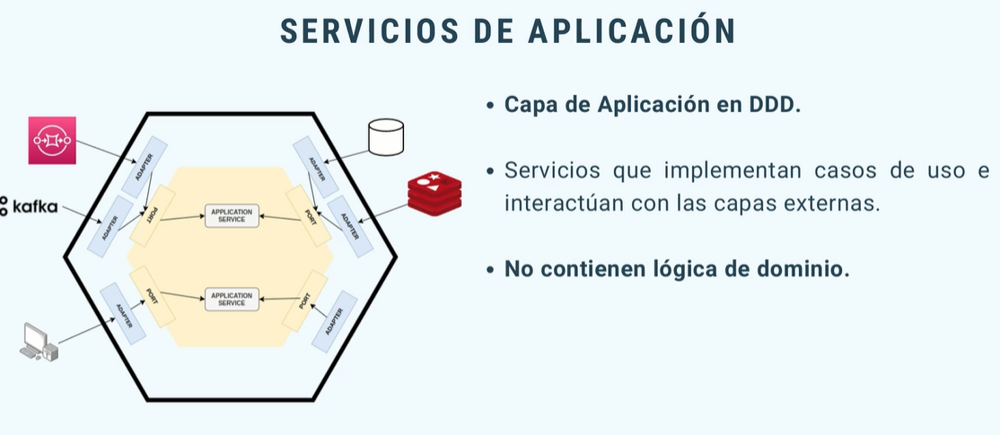 SERVICIOS DE APLICACIÓN
• Capa de Aplicación en DDD.
• Servicios que implementan casos de uso e
interactúan con las capas externas.
• No contienen lógica de dominio.
kafka
ADAPTER
ADAPTER
PORT
APPLICATION
SERVICE
PORT
ADAPTER
ADAPTER
ADAPTER
PORT
APPLICATION
SERVICE
PORT
ADAPTER